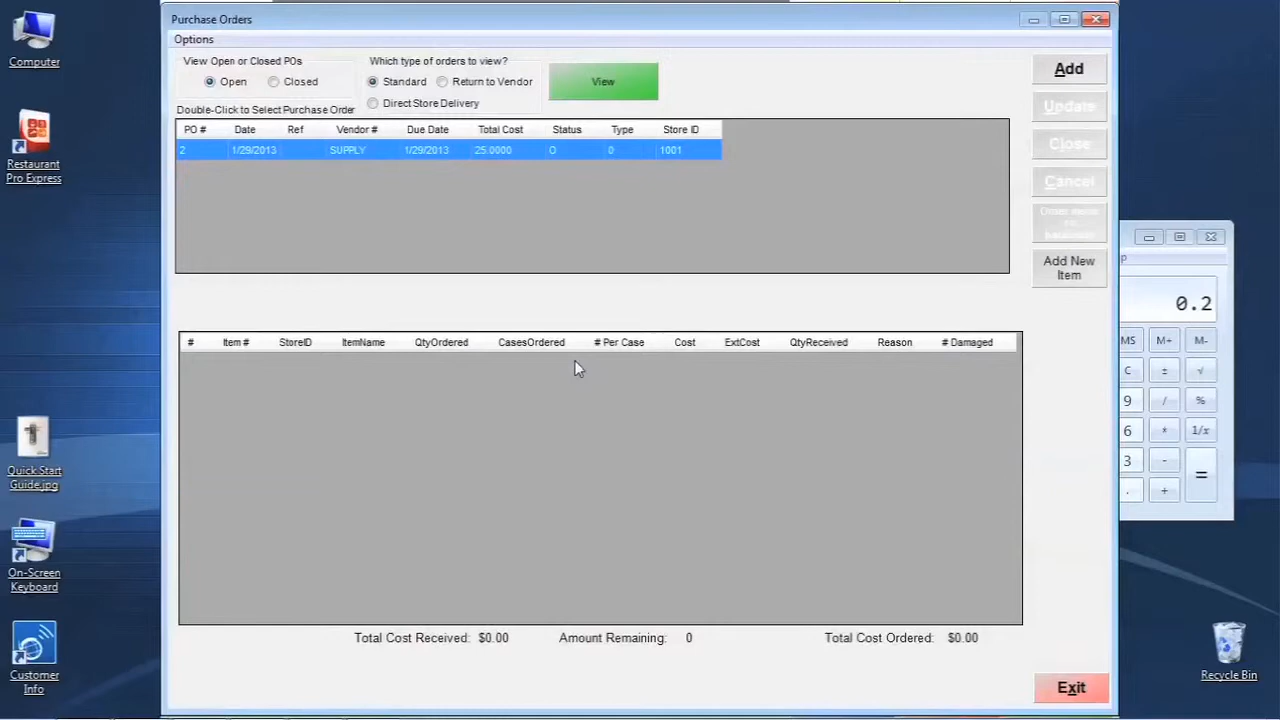 Purchase Orders
Options
View Open or Closed POs
Which type of orders to view?
Open
Closed
Standard
Return to Vendor
Direct Store Delivery
View
Double-Click to Select Purchase Order
PO # Date Ref Vendor # Due Date Total Cost Status Type Store ID
2 1/29/2013 SUPPLY 1/29/2013 25.0000 O 0 1001
Add
Update
Close
Cancel
Add New
Item
# Item # StoreID ItemName QtyOrdered CasesOrdered # Per Case Cost ExtCost QtyReceived Reason # Damaged
Total Cost Received: $0.00 Amount Remaining: 0 Total Cost Ordered: $0.00
Exit
Computer
Restaurant
Pro Express
Quick Start
Guide.jpg
On-Screen
Keyboard
Customer
Info
p
0.2
MS M+ M-
C ± √
9 / %
6 * 1/x
3 - =
. +
Recycle Bin